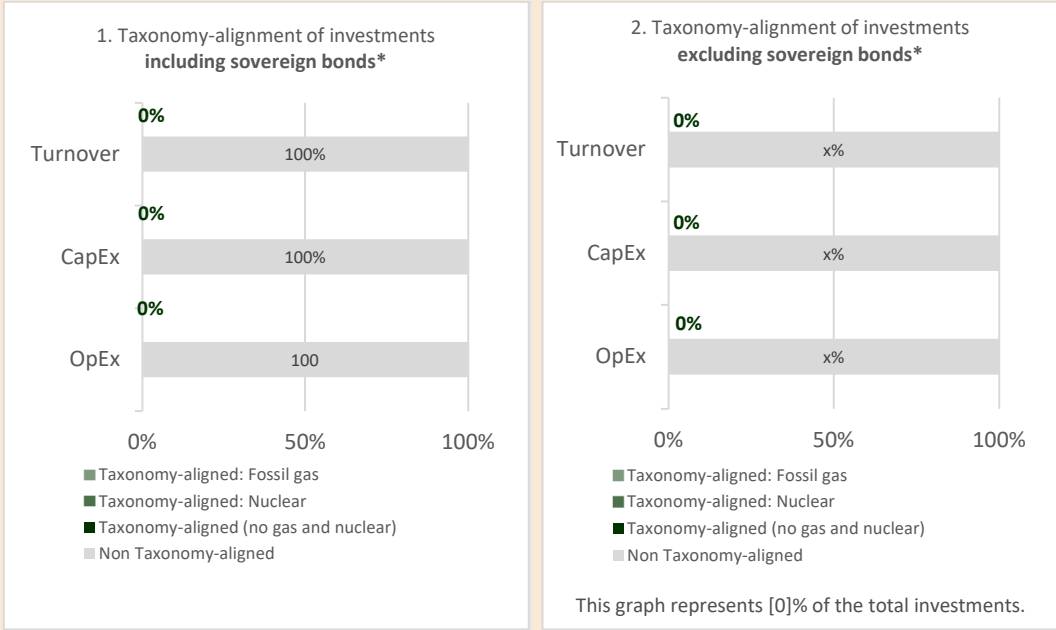 1. Taxonomy-alignment of investments
including sovereign bonds*
0%
Turnover
100%
0%
CapEx
100%
0%
OpEx
100
0%
50%
100%
Taxonomy-aligned: Fossil gas
Taxonomy-aligned: Nuclear
Taxonomy-aligned (no gas and nuclear)
Non Taxonomy-aligned
2. Taxonomy-alignment of investments
excluding sovereign bonds*
0%
Turnover
x%
0%
CapEx
x%
0%
OpEx
x%
0%
50%
100%
Taxonomy-aligned: Fossil gas
Taxonomy-aligned: Nuclear
Taxonomy-aligned (no gas and nuclear)
Non Taxonomy-aligned
This graph represents [0]% of the total investments.